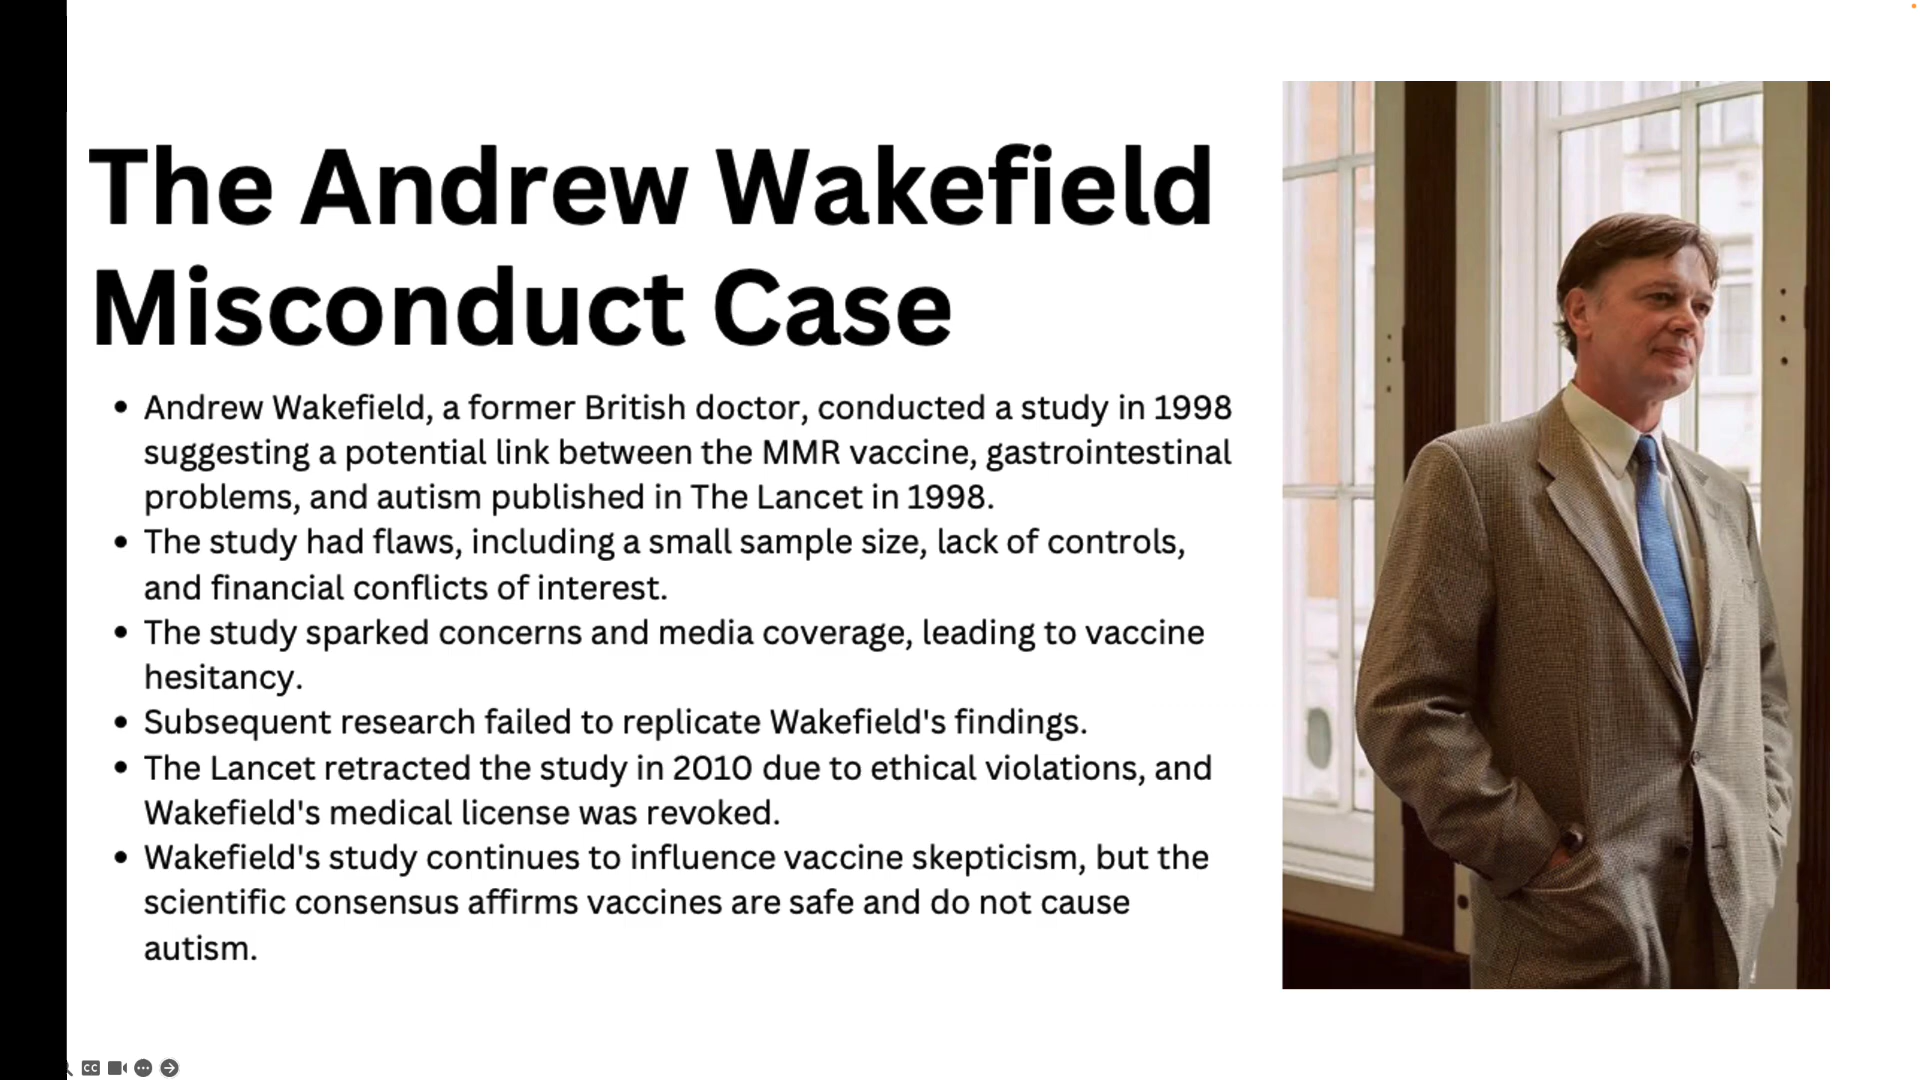 The Andrew Wakefield
Misconduct Case
• Andrew Wakefield, a former British doctor, conducted a study in 1998
suggesting a potential link between the MMR vaccine, gastrointestinal
problems, and autism published in The Lancet in 1998.
• The study had flaws, including a small sample size, lack of controls,
and financial conflicts of interest.
• The study sparked concerns and media coverage, leading to vaccine
hesitancy.
• Subsequent research failed to replicate Wakefield's findings.
• The Lancet retracted the study in 2010 due to ethical violations, and
Wakefield's medical license was revoked.
• Wakefield's study continues to influence vaccine skepticism, but the
scientific consensus affirms vaccines are safe and do not cause
autism.
CC